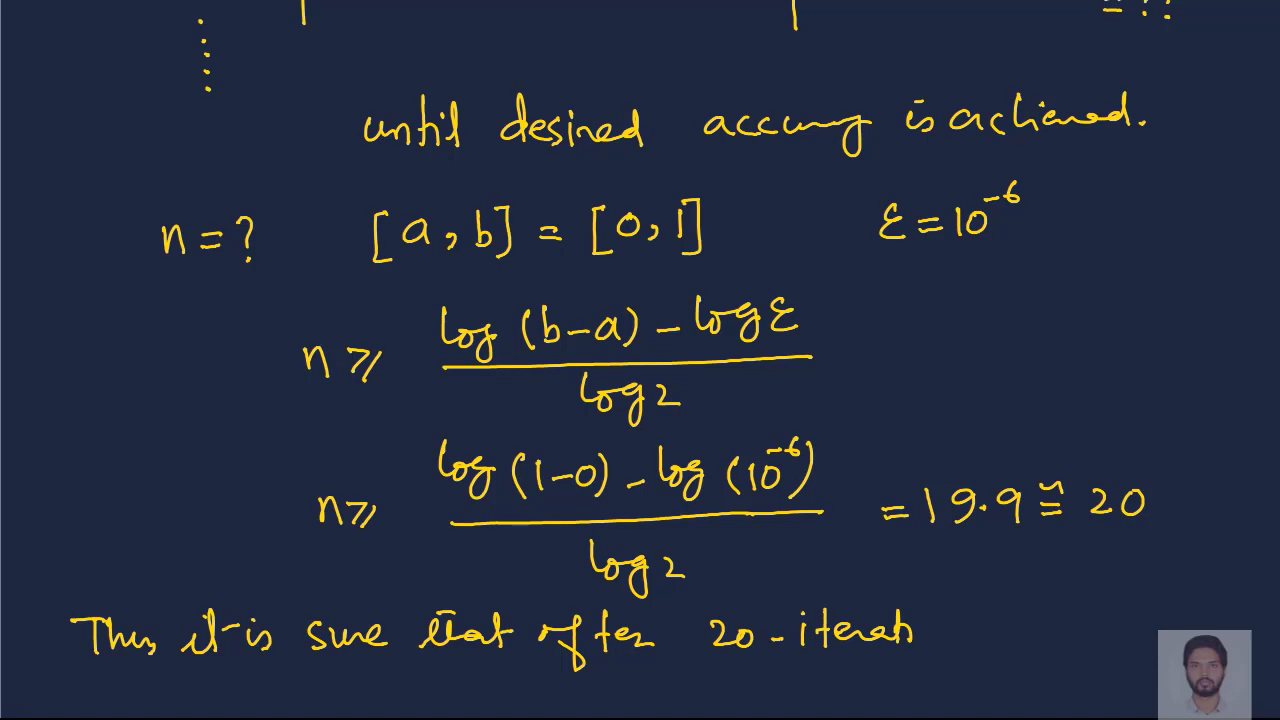 ≅ ??
until desired accuracy is achieved.
n = ? [a, b] = [0, 1] ε = 10⁻⁶
n ⩾ log (b-a) - log ε / log 2
n ⩾ log (1-0) - log (10⁻⁶) / log 2 = 19.9 ≅ 20
Thus it is sure that after 20 - iterati